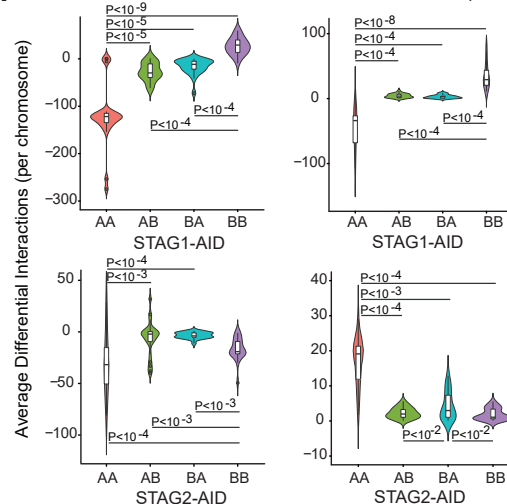 Average Differential Interactions (per chromosome)
P<10-9
P<10-5
P<10-5
0
-100
-200
-300
P<10-4
P<10-4
AA AB BA BB
STAG1-AID
P<10-8
P<10-4
P<10-4
100
0
-100
P<10-4
P<10-4
AA AB BA BB
STAG1-AID
P<10-4
P<10-3
50
0
-50
-100
P<10-3
P<10-3
P<10-4
AA AB BA BB
STAG2-AID
P<10-4
P<10-3
P<10-4
40
30
20
10
0
-10
P<10-2 P<10-2
AA AB BA BB
STAG2-AID